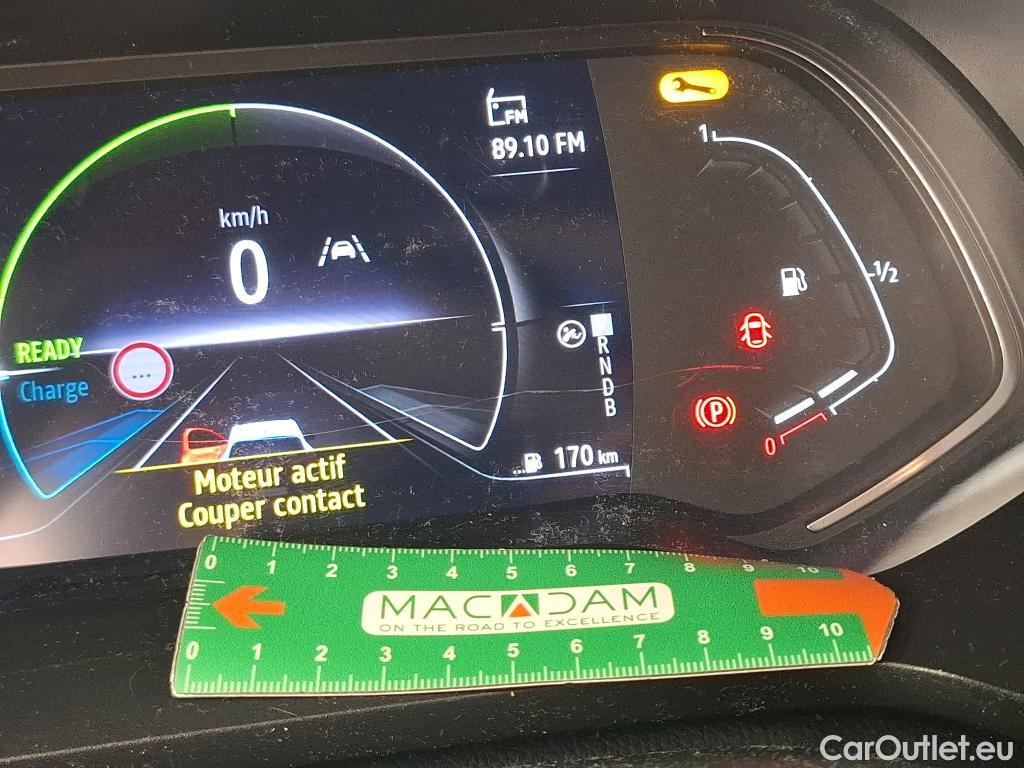 FM
89.10 FM
km/h
0
1
1/2
READY
Charge
...
R
N
D
B
P
0
... 170 km
Moteur actif
Couper contact
0 1 2 3 4 5 6 7 8 9 10
MACADAM
ON THE ROAD TO EXCELLENCE
0 1 2 3 4 5 6 7 8 9 10
CarOutlet.eu